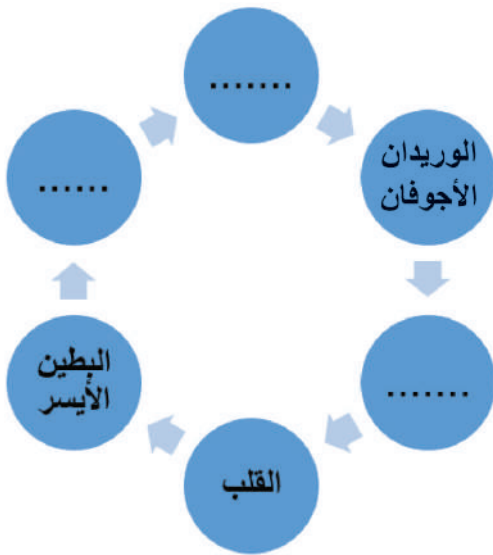 .......
الوريدان
الأجوفان
.......
القلب
البطين
الأيسر
......